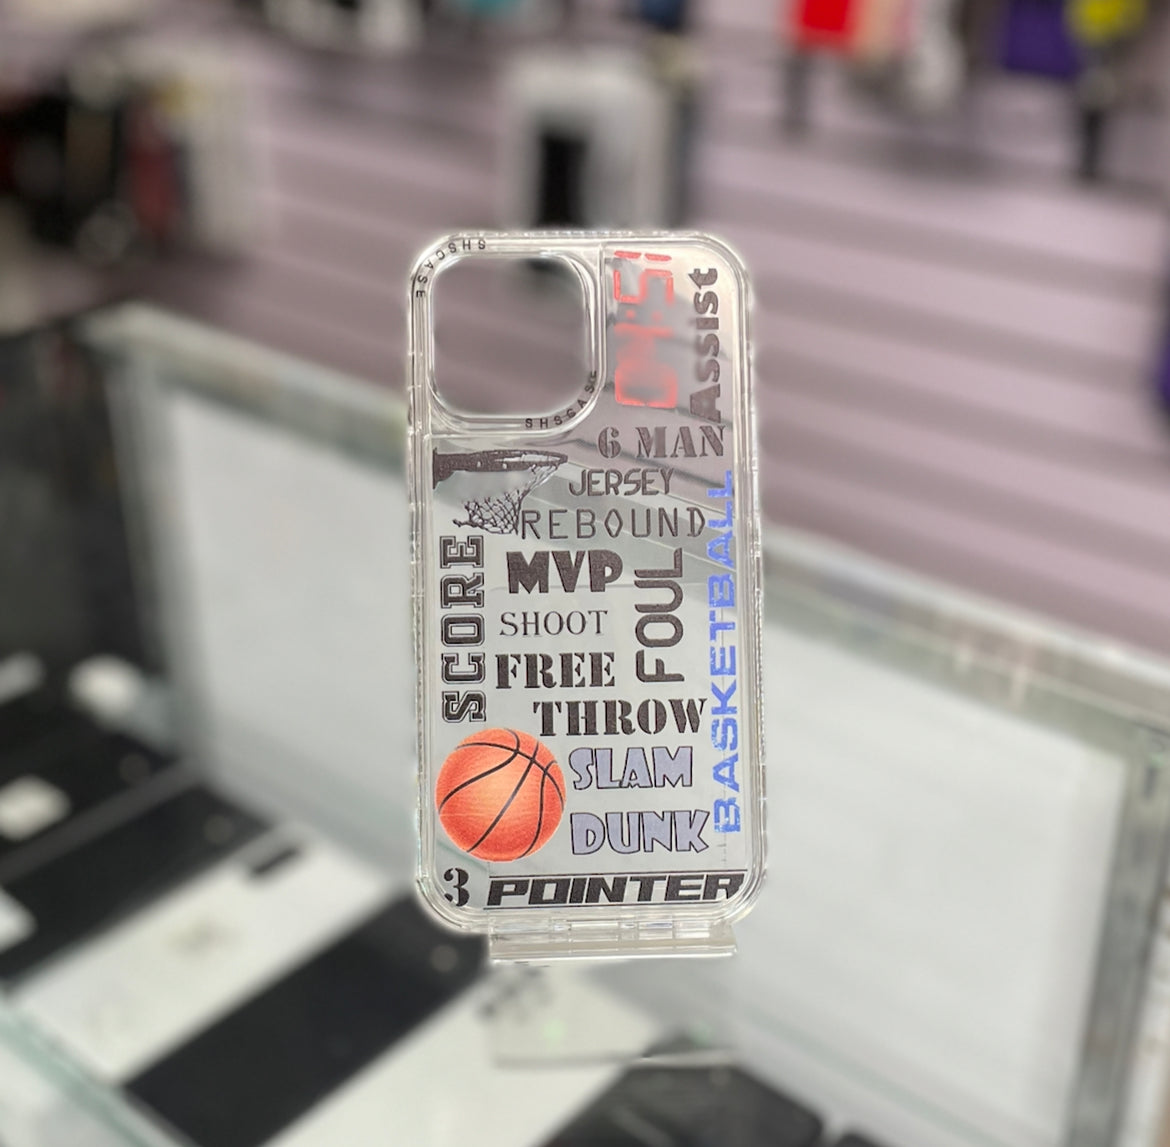 SHSCASE
SHSCASE
04:51
Assist
6 MAN
JERSEY
REBOUND
MVP
FOUL
SCORE
SHOOT
FREE
THROW
BASKETBALL
SLAM
DUNK
3 POINTER